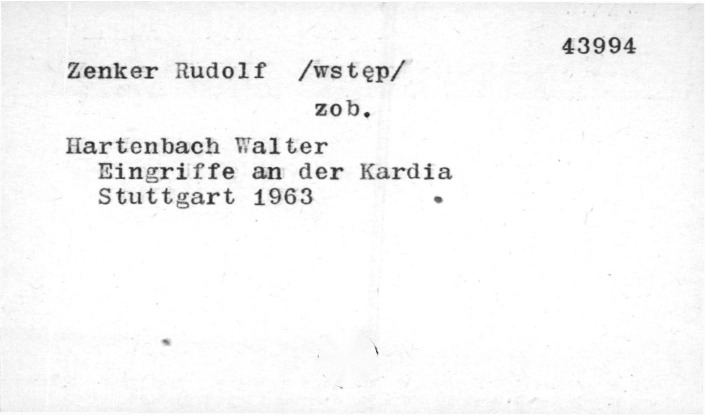 43994
Zenker Rudolf /wstęp/
zob.
Hartenbach Walter
Eingriffe an der Kardia
Stuttgart 1963